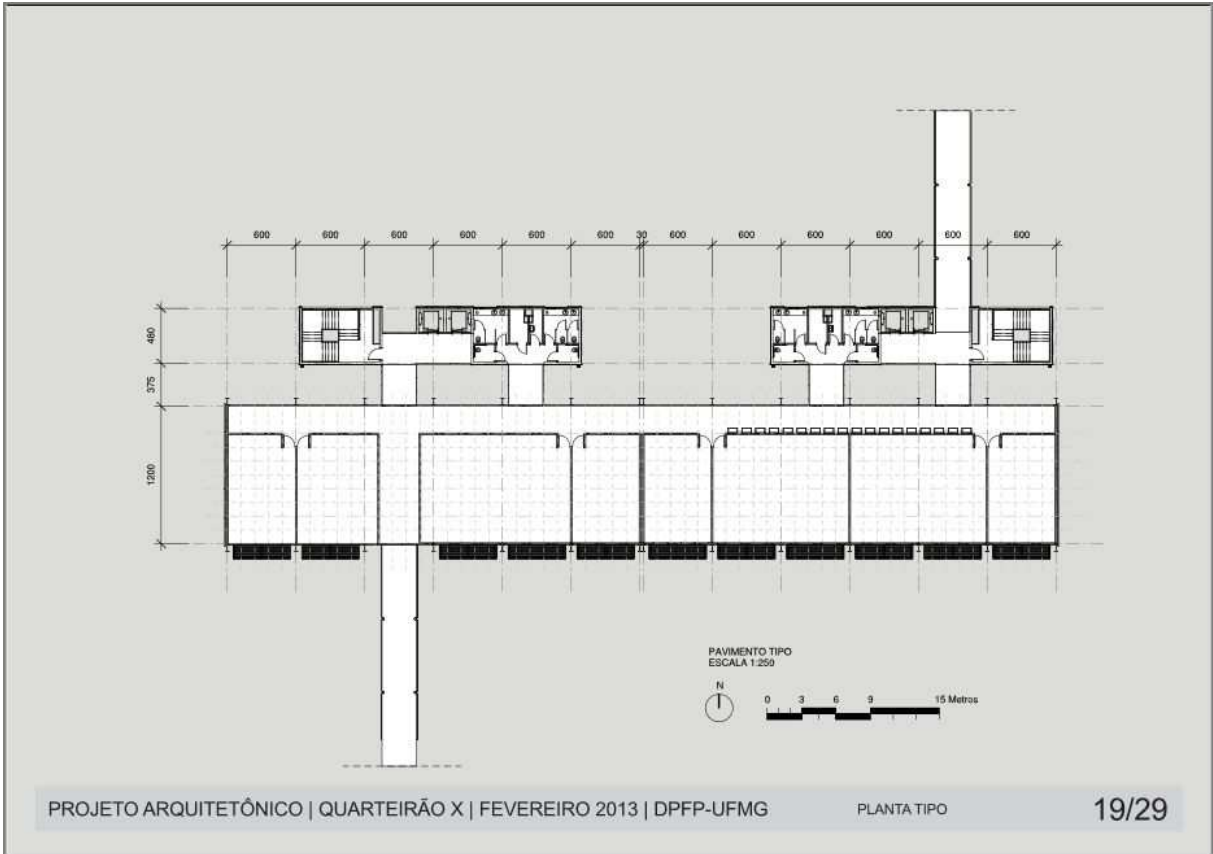 600 600 600 600 600 600 30 600 600 600 600 600 600
480
375
1200
PAVIMENTO TIPO
ESCALA 1:250
N
0 3 6 9 15 Metros
PROJETO ARQUITETÔNICO | QUARTEIRÃO X | FEVEREIRO 2013 | DPFP-UFMG PLANTA TIPO 19/29